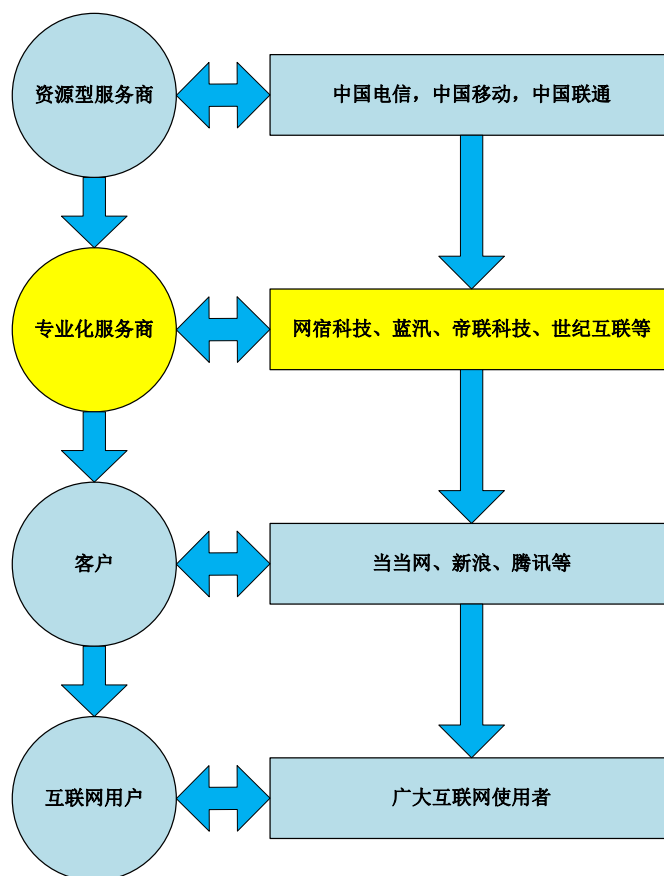 资源型服务商
中国电信，中国移动，中国联通
专业化服务商
网宿科技、蓝汛、帝联科技、世纪互联等
客户
当当网、新浪、腾讯等
互联网用户
广大互联网使用者